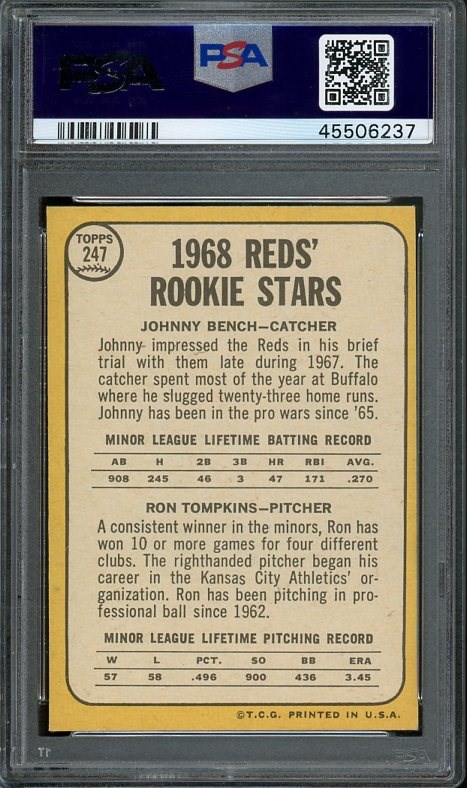 PSA
PSA
45506237
TOPPS
247
1968 REDS'
ROOKIE STARS
JOHNNY BENCH—CATCHER
Johnny impressed the Reds in his brief
trial with them late during 1967. The
catcher spent most of the year at Buffalo
where he slugged twenty-three home runs.
Johnny has been in the pro wars since '65.
MINOR LEAGUE LIFETIME BATTING RECORD
AB H 2B 3B HR RBI AVG.
908 245 46 3 47 171 .270
RON TOMPKINS—PITCHER
A consistent winner in the minors, Ron has
won 10 or more games for four different
clubs. The righthanded pitcher began his
career in the Kansas City Athletics' or-
ganization. Ron has been pitching in pro-
fessional ball since 1962.
MINOR LEAGUE LIFETIME PITCHING RECORD
W L PCT. SO BB ERA
57 58 .496 900 436 3.45
©T.C.G. PRINTED IN U.S.A.
PSA